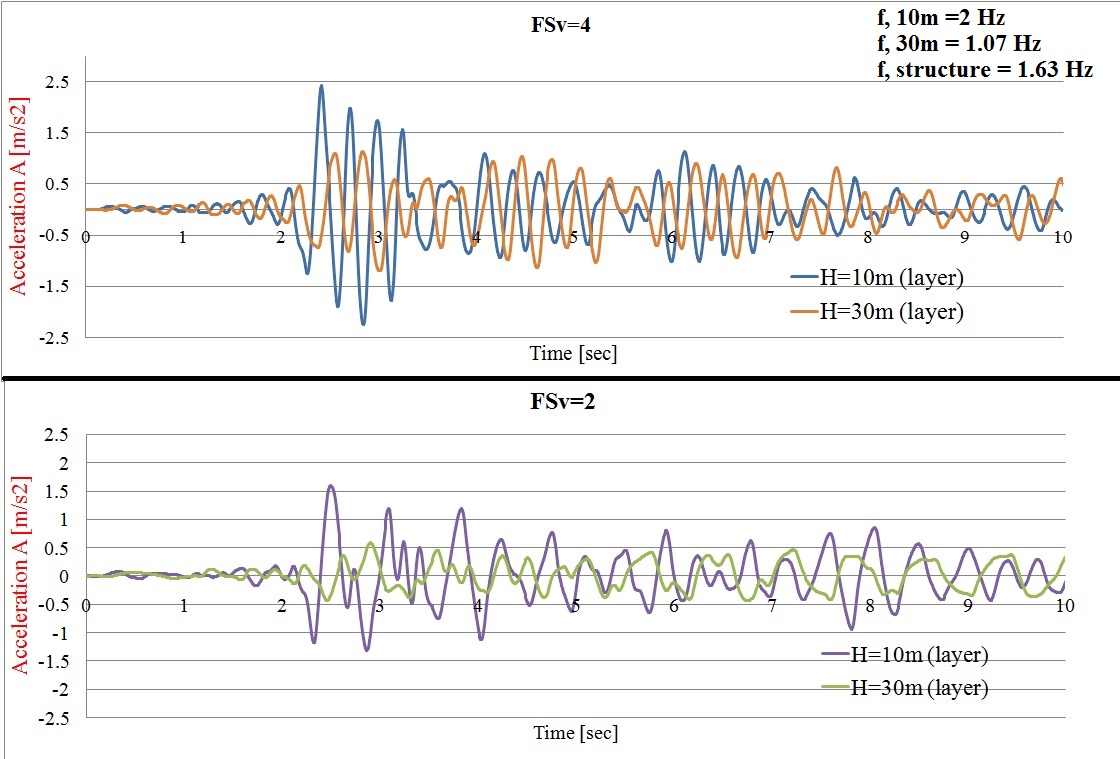 FSv=4
f, 10m =2 Hz
f, 30m = 1.07 Hz
f, structure = 1.63 Hz
Acceleration A [m/s2]
2.5
1.5
0.5
-0.5
-1.5
-2.5
0 1 2 3 4 5 6 7 8 9 10
H=10m (layer)
H=30m (layer)
Time [sec]
FSv=2
Acceleration A [m/s2]
2.5
2
1.5
1
0.5
0
-0.5
-1
-1.5
-2
-2.5
0 1 2 3 4 5 6 7 8 9 10
H=10m (layer)
H=30m (layer)
Time [sec]